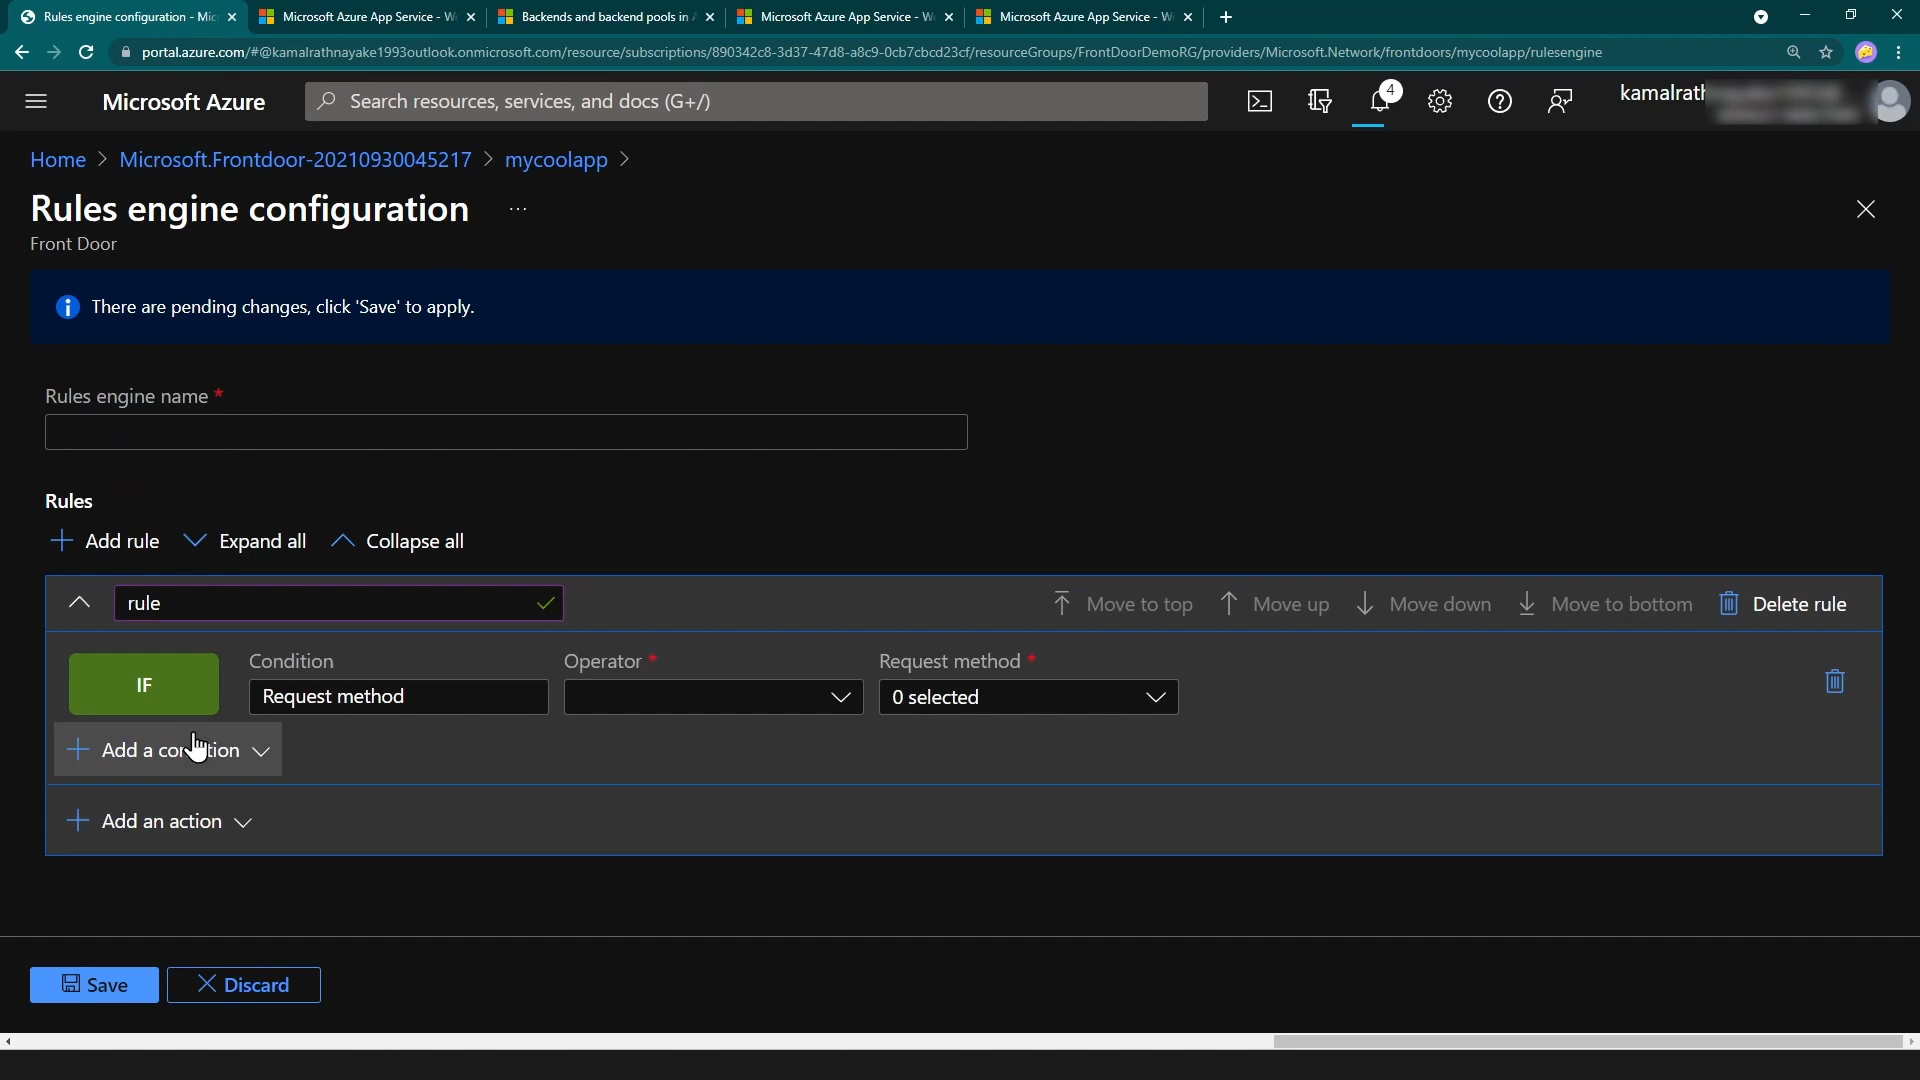 Rules engine configuration - Mic
Microsoft Azure App Service - W
Backends and backend pools in
Microsoft Azure App Service - W
Microsoft Azure App Service - W
portal.azure.com/#@kamalrathnayake1993outlook.onmicrosoft.com/resource/subscriptions/890342c8-3d37-47d8-a8c9-0cb7cbcd23cf/resourceGroups/FrontDoorDemoRG/providers/Microsoft.Network/frontdoors/mycoolapp/rulesengine
Microsoft Azure
Search resources, services, and docs (G+/)
4
kamalrath
Home > Microsoft.Frontdoor-20210930045217 > mycoolapp >
Rules engine configuration ...
Front Door
There are pending changes, click 'Save' to apply.
Rules engine name *
Rules
Add rule
Expand all
Collapse all
rule
Move to top
Move up
Move down
Move to bottom
Delete rule
Condition
Operator *
Request method *
IF
Request method
0 selected
Add a condition
Add an action
Save
Discard